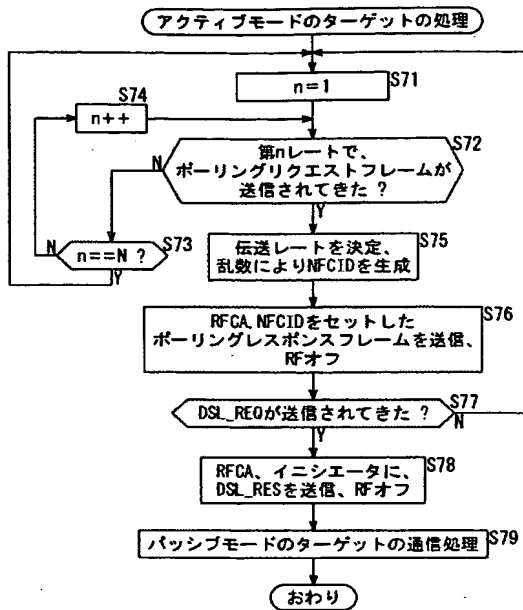 アクティブモードのターゲットの処理
S71
n=1
S74
n++
S72
第nレートで、
ポーリングリクエストフレームが
送信されてきた ?
N
Y
S73
n==N ?
N
Y
S75
伝送レートを決定、
乱数によりNFCIDを生成
S76
RFCA、NFCIDをセットした
ポーリングレスポンスフレームを送信、
RFオフ
S77
DSL_REQが送信されてきた ?
N
Y
S78
RFCA、イニシエータに、
DSL_RESを送信、RFオフ
S79
パッシブモードのターゲットの通信処理
おわり